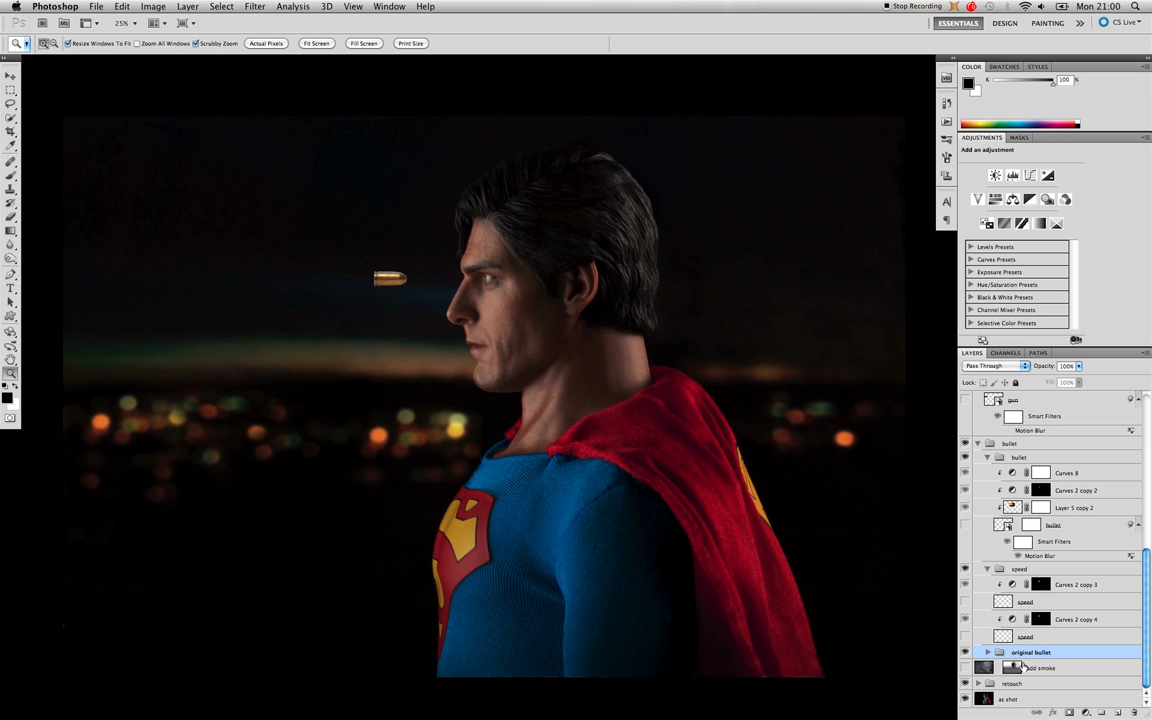 Photoshop File Edit Image Layer Select Filter Analysis 3D View Window Help Stop Recording Mon 21:00
Ps Br Mb 25% ESSENTIALS DESIGN PAINTING CS Live
Resize Windows To Fit Zoom All Windows Scrubby Zoom Actual Pixels Fit Screen Fill Screen Print Size
COLOR SWATCHES STYLES
K 100 %
ADJUSTMENTS MASKS
Add an adjustment
Levels Presets
Curves Presets
Exposure Presets
Hue/Saturation Presets
Black & White Presets
Channel Mixer Presets
Selective Color Presets
LAYERS CHANNELS PATHS
Pass Through Opacity: 100%
Lock: Fill: 100%
gun
Smart Filters
Motion Blur
bullet
bullet
Curves 8
Curves 2 copy 2
Layer 5 copy 2
bullet
Smart Filters
Motion Blur
speed
Curves 2 copy 3
speed
Curves 2 copy 4
speed
original bullet
add smoke
retouch
as shot